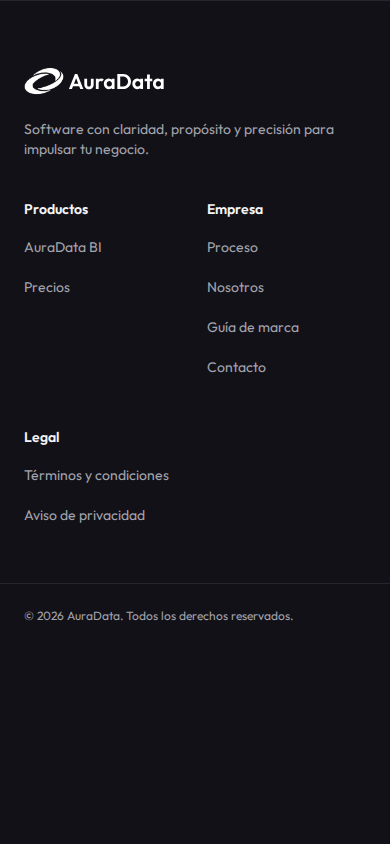 AuraData
Software con claridad, propósito y precisión para
impulsar tu negocio.
Productos
AuraData BI
Precios
Empresa
Proceso
Nosotros
Guía de marca
Contacto
Legal
Términos y condiciones
Aviso de privacidad
© 2026 AuraData. Todos los derechos reservados.